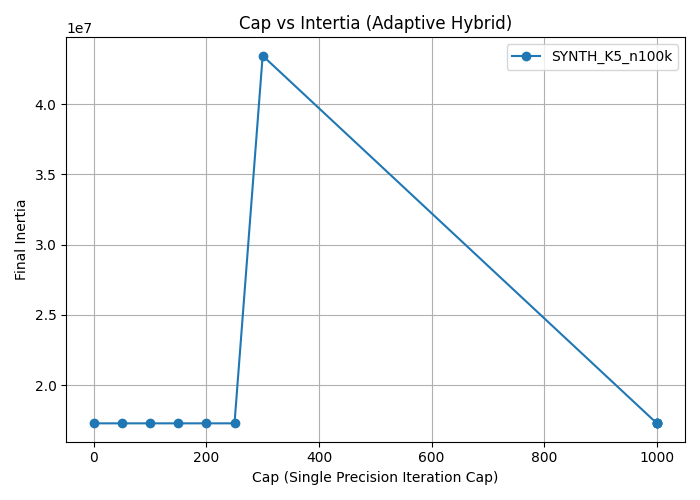 Cap vs Intertia (Adaptive Hybrid)
1e7
SYNTH_K5_n100k
4.0
3.5
3.0
2.5
2.0
Final Inertia
0 200 400 600 800 1000
Cap (Single Precision Iteration Cap)